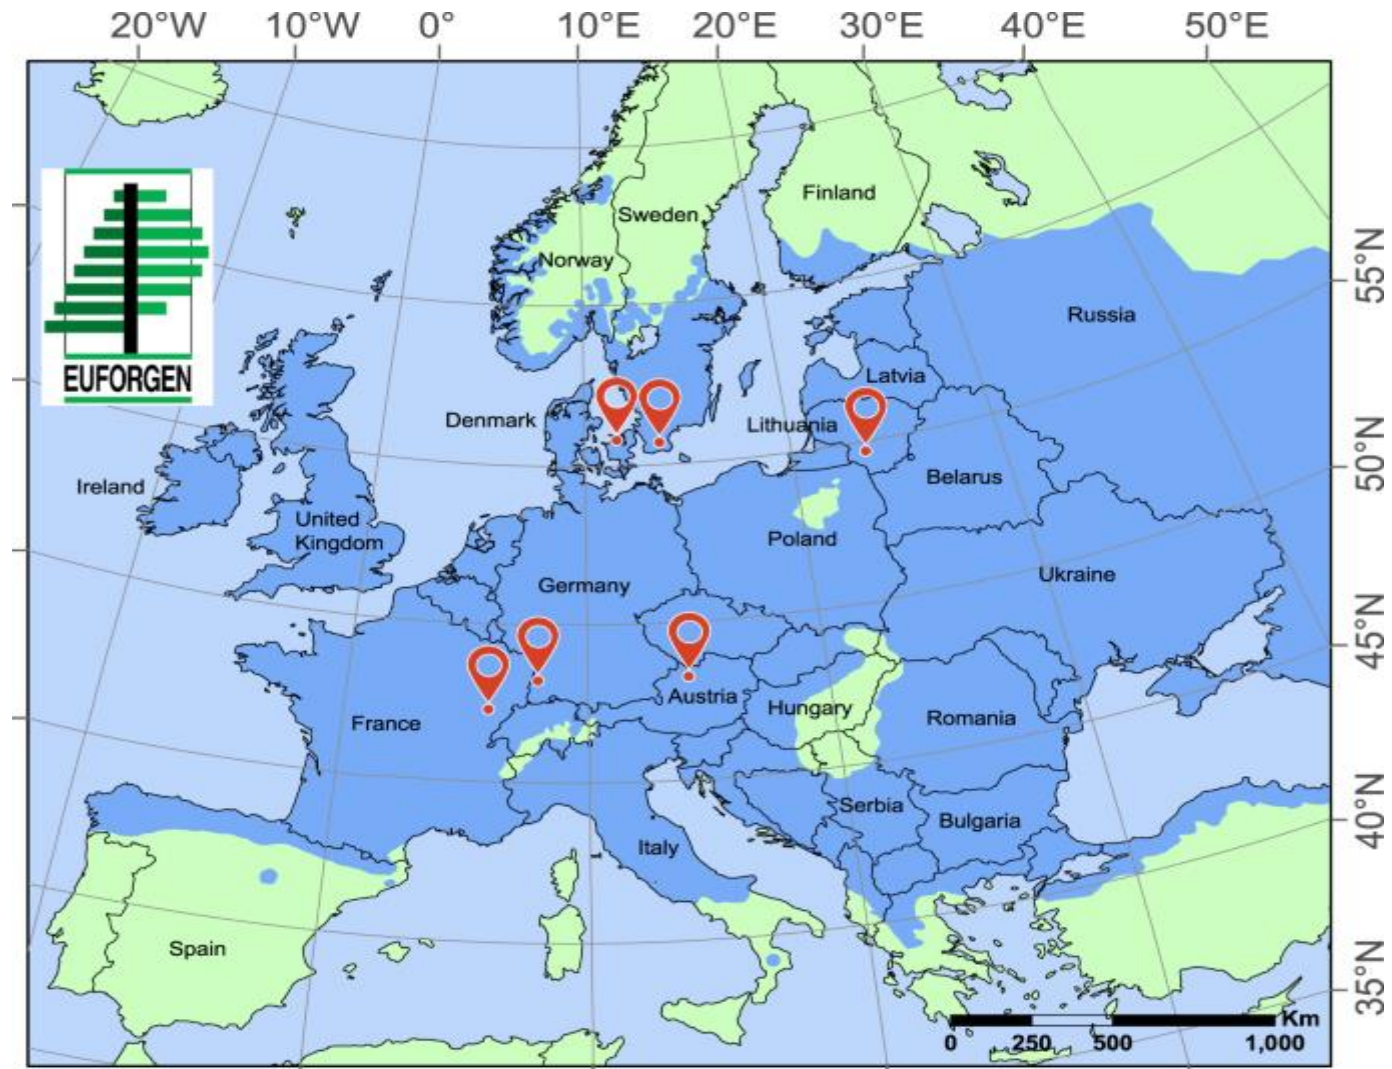 20°W 10°W 0° 10°E 20°E 30°E 40°E 50°E
Finland
Sweden
Norway
55°N
Russia
EUFORGEN
Latvia
Denmark
Lithuania
50°N
Belarus
Ireland
United
Kingdom
Poland
Germany
Ukraine
45°N
Austria
France
Hungary
Romania
40°N
Serbia
Bulgaria
Italy
Spain
35°N
Km
0 250 500 1,000